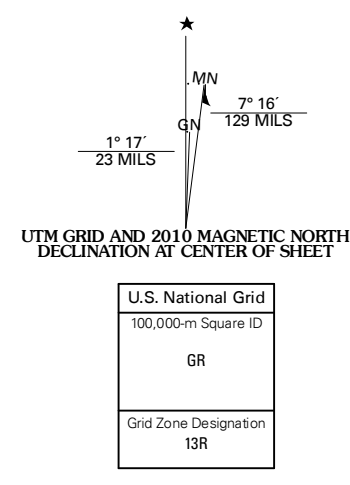 MN
7° 16´
129 MILS
GN
1° 17´
23 MILS
UTM GRID AND 2010 MAGNETIC NORTH
DECLINATION AT CENTER OF SHEET
U.S. National Grid
100,000-m Square ID
GR
Grid Zone Designation
13R